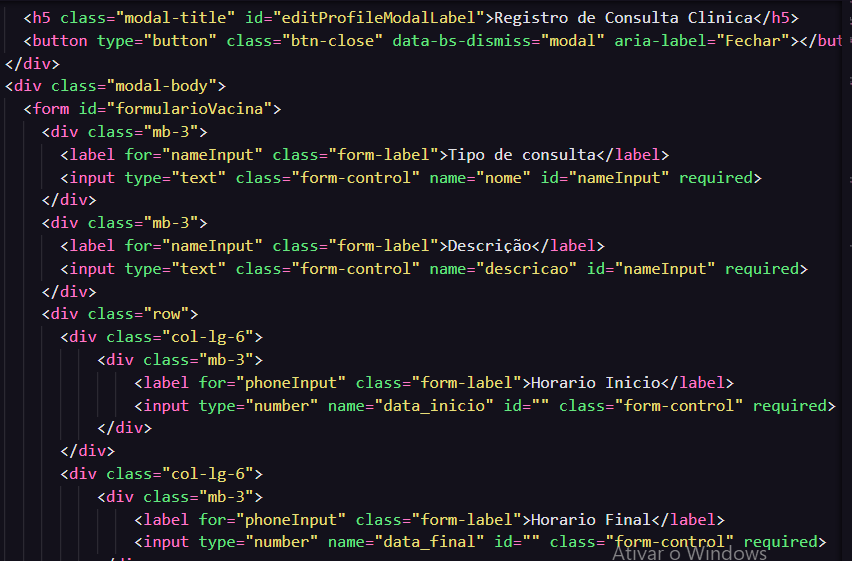 <h5 class="modal-title" id="editProfileModalLabel">Registro de Consulta Clinica</h5>
<button type="button" class="btn-close" data-bs-dismiss="modal" aria-label="Fechar"></but
</div>
<div class="modal-body">
<form id="formularioVacina">
<div class="mb-3">
<label for="nameInput" class="form-label">Tipo de consulta</label>
<input type="text" class="form-control" name="nome" id="nameInput" required>
</div>
<div class="mb-3">
<label for="nameInput" class="form-label">Descrição</label>
<input type="text" class="form-control" name="descricao" id="nameInput" required>
</div>
<div class="row">
<div class="col-lg-6">
<div class="mb-3">
<label for="phoneInput" class="form-label">Horario Inicio</label>
<input type="number" name="data_inicio" id="" class="form-control" required>
</div>
</div>
<div class="col-lg-6">
<div class="mb-3">
<label for="phoneInput" class="form-label">Horario Final</label>
<input type="number" name="data_final" id="" class="form-control" required>
Ativar o Windows